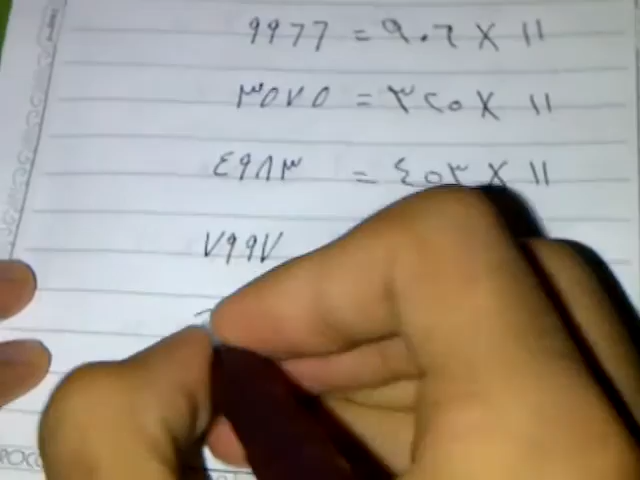 ٩٩٦٦ = ٩٠٦ X ١١
٣٥٧٥ = ٣٢٥ X ١١
٤٩٨٣ = ٤٥٣ X ١١
٧٩٩٧